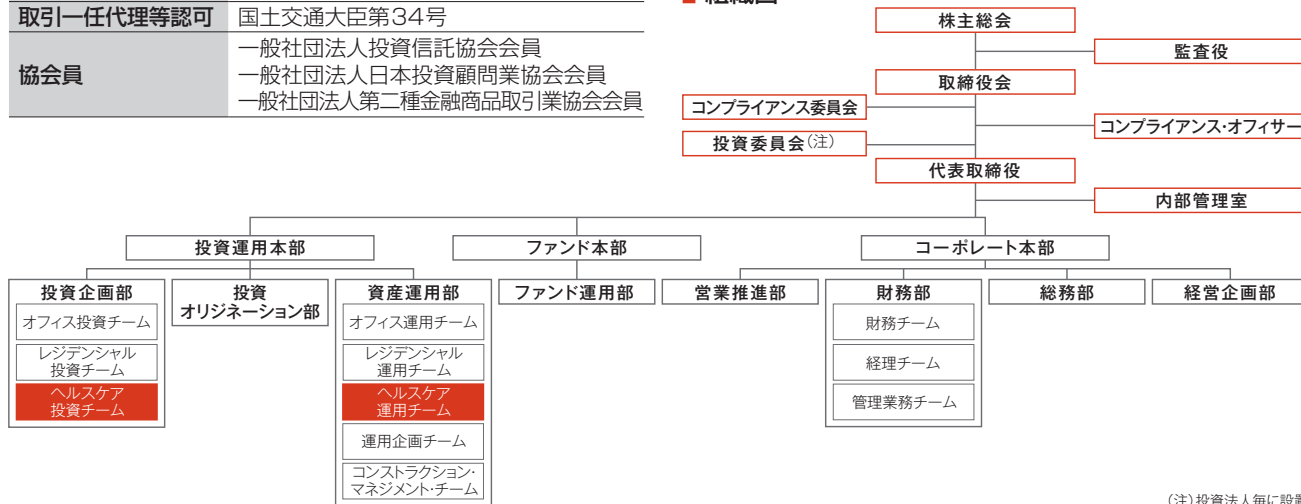 取引一任代理等認可 国土交通大臣第34号
協会員
一般社団法人投資信託協会会員
一般社団法人日本投資顧問業協会会員
一般社団法人第二種金融商品取引業協会会員
株主総会
監査役
取締役会
コンプライアンス委員会
コンプライアンス・オフィサー
投資委員会(注)
代表取締役
内部管理室
投資運用本部
ファンド本部
コーポレート本部
投資企画部
オフィス投資チーム
レジデンシャル
投資チーム
ヘルスケア
投資チーム
投資
オリジネーション部
資産運用部
オフィス運用チーム
レジデンシャル
運用チーム
ヘルスケア
運用チーム
運用企画チーム
コンストラクション・
マネジメント・チーム
ファンド運用部
営業推進部
財務部
財務チーム
経理チーム
管理業務チーム
総務部
経営企画部
(注)投資法人毎に設置